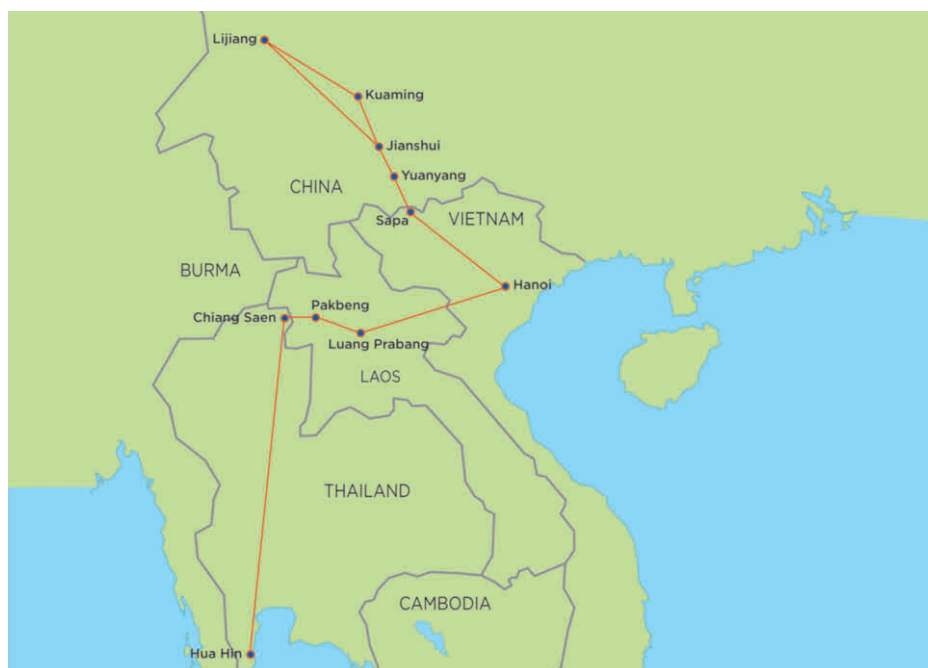 Lijiang
Kuaming
Jianshui
Yuanyang
CHINA
Sapa
VIETNAM
BURMA
Hanoi
Pakbeng
Chiang Saen
Luang Prabang
LAOS
THAILAND
CAMBODIA
Hua Hin